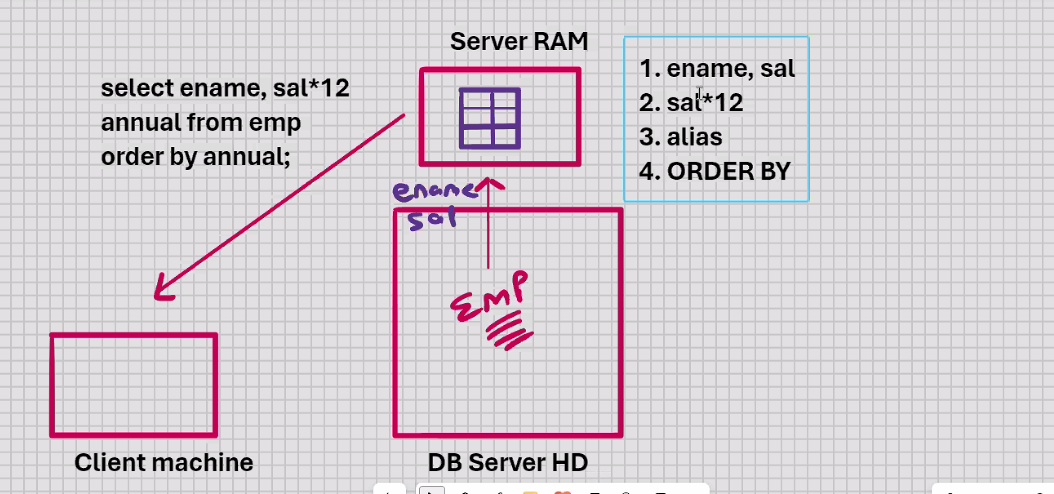 Server RAM
select ename, sal*12
annual from emp
order by annual;
1. ename, sal
2. sal*12
3. alias
4. ORDER BY
ename
sal
EMP
Client machine
DB Server HD